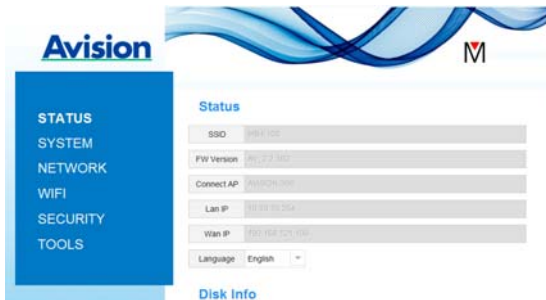 Avision
STATUS
SYSTEM
NETWORK
WIFI
SECURITY
TOOLS
Status
SSID
FW Version
Connect AP
Lan IP
Wan IP
Language English
Disk Info